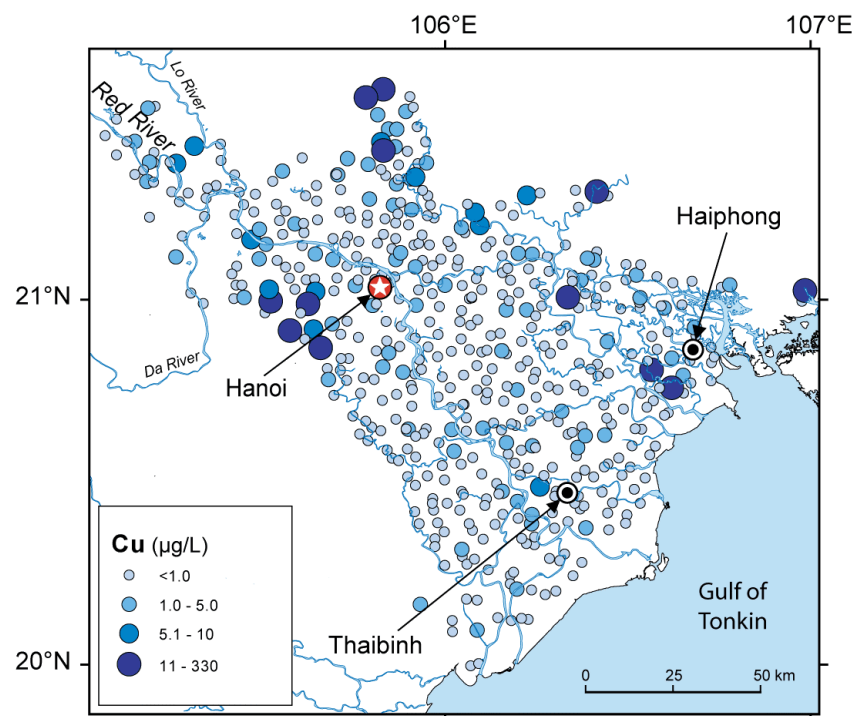 106°E
107°E
Lo River
Red River
Haiphong
21°N
Hanoi
Da River
Cu (µg/L)
<1.0
1.0 - 5.0
5.1 - 10
11 - 330
Gulf of
Tonkin
Thaibinh
20°N
0 25 50 km